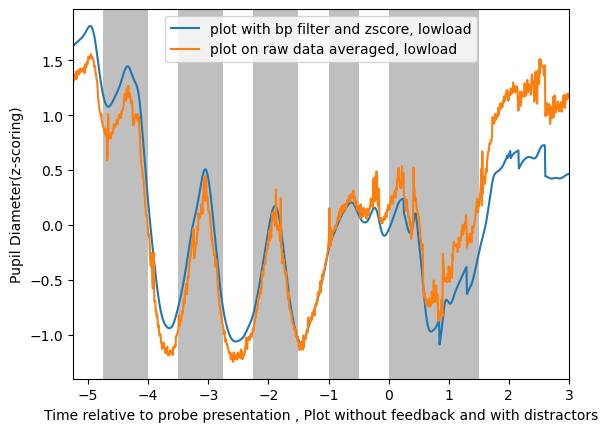 plot with bp filter and zscore, lowload
plot on raw data averaged, lowload
Pupil Diameter(z-scoring)
1.5
1.0
0.5
0.0
−0.5
−1.0
−5 −4 −3 −2 −1 0 1 2 3
Time relative to probe presentation , Plot without feedback and with distractors